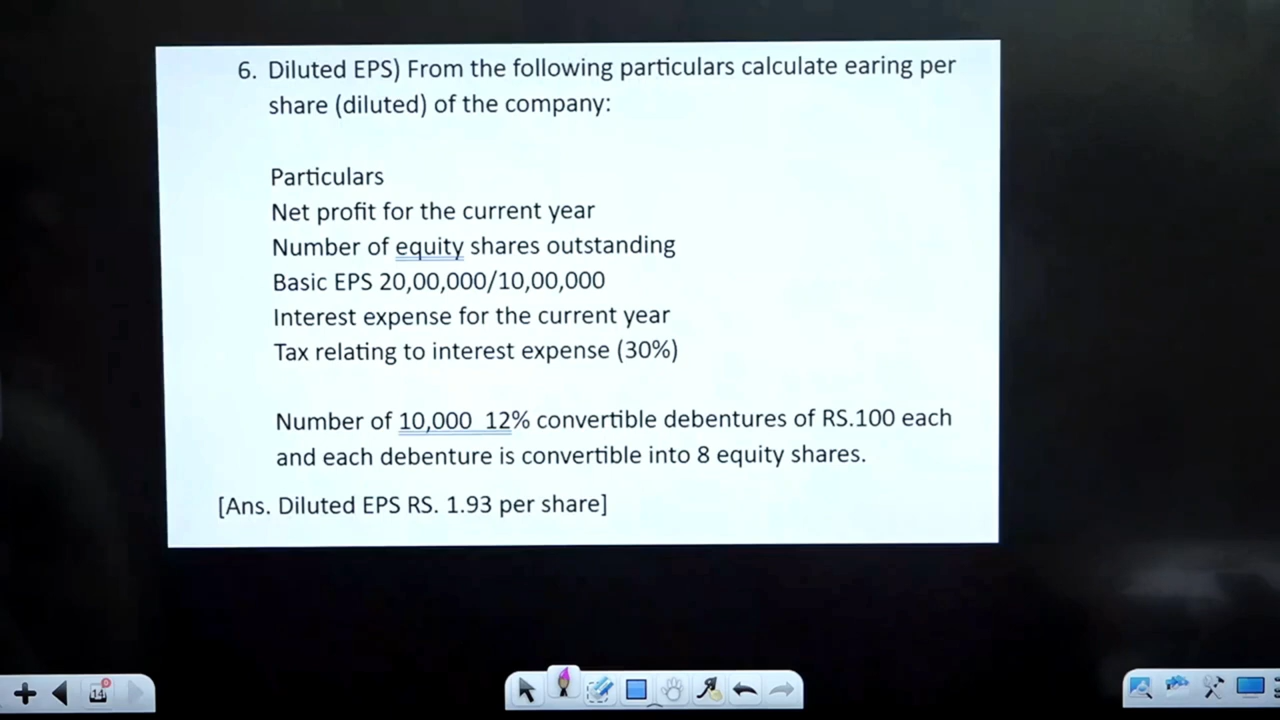 6. Diluted EPS) From the following particulars calculate earing per
share (diluted) of the company:
Particulars
Net profit for the current year
Number of equity shares outstanding
Basic EPS 20,00,000/10,00,000
Interest expense for the current year
Tax relating to interest expense (30%)
Number of 10,000 12% convertible debentures of RS.100 each
and each debenture is convertible into 8 equity shares.
[Ans. Diluted EPS RS. 1.93 per share]
14